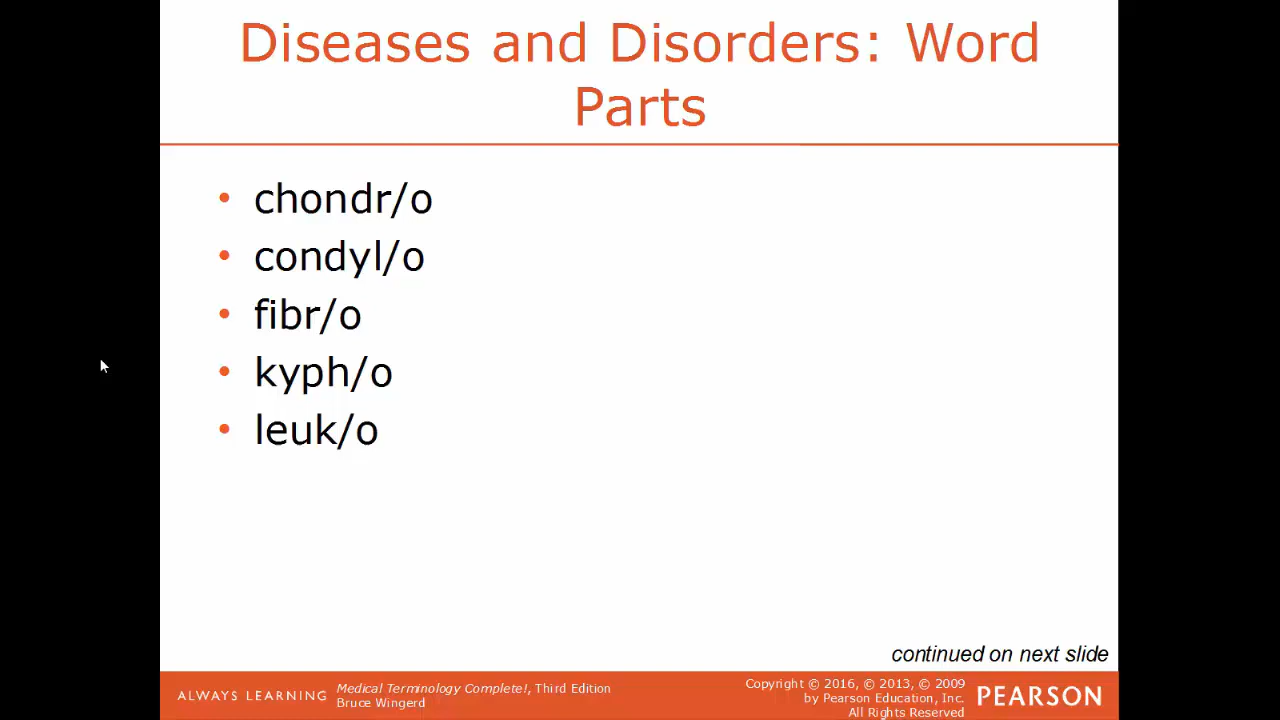 Diseases and Disorders: Word
Parts
• chondr/o
• condyl/o
• fibr/o
• kyph/o
• leuk/o
continued on next slide
ALWAYS LEARNING
Medical Terminology Complete!, Third Edition
Bruce Wingerd
Copyright © 2016, © 2013, © 2009
by Pearson Education, Inc.
All Rights Reserved
PEARSON